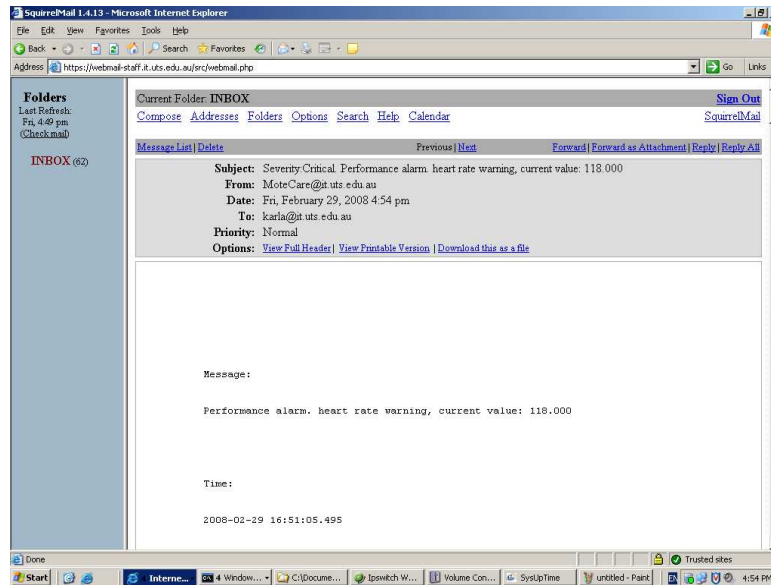 SquirrelMail 1.4.13 - Microsoft Internet Explorer
File Edit View Favorites Tools Help
Back Search Favorites
Address https://webmail-staff.it.uts.edu.au/src/webmail.php Go Links
Folders
Last Refresh:
Fri, 4:49 pm
(Check mail)
INBOX (62)
Current Folder: INBOX Sign Out
Compose Addresses Folders Options Search Help Calendar SquirrelMail
Message List | Delete Previous | Next Forward | Forward as Attachment | Reply | Reply All
Subject: Severity:Critical. Performance alarm. heart rate warning, current value: 118.000
From: MoteCare@it.uts.edu.au
Date: Fri, February 29, 2008 4:54 pm
To: karla@it.uts.edu.au
Priority: Normal
Options: View Full Header | View Printable Version | Download this as a file
Message:
Performance alarm. heart rate warning, current value: 118.000
Time:
2008-02-29 16:51:05.495
Done Trusted sites
Start Interne... 4 Window... C:\Docume... Ipswitch W... Volume Con... SysUpTime untitled - Paint EN 4:54 PM